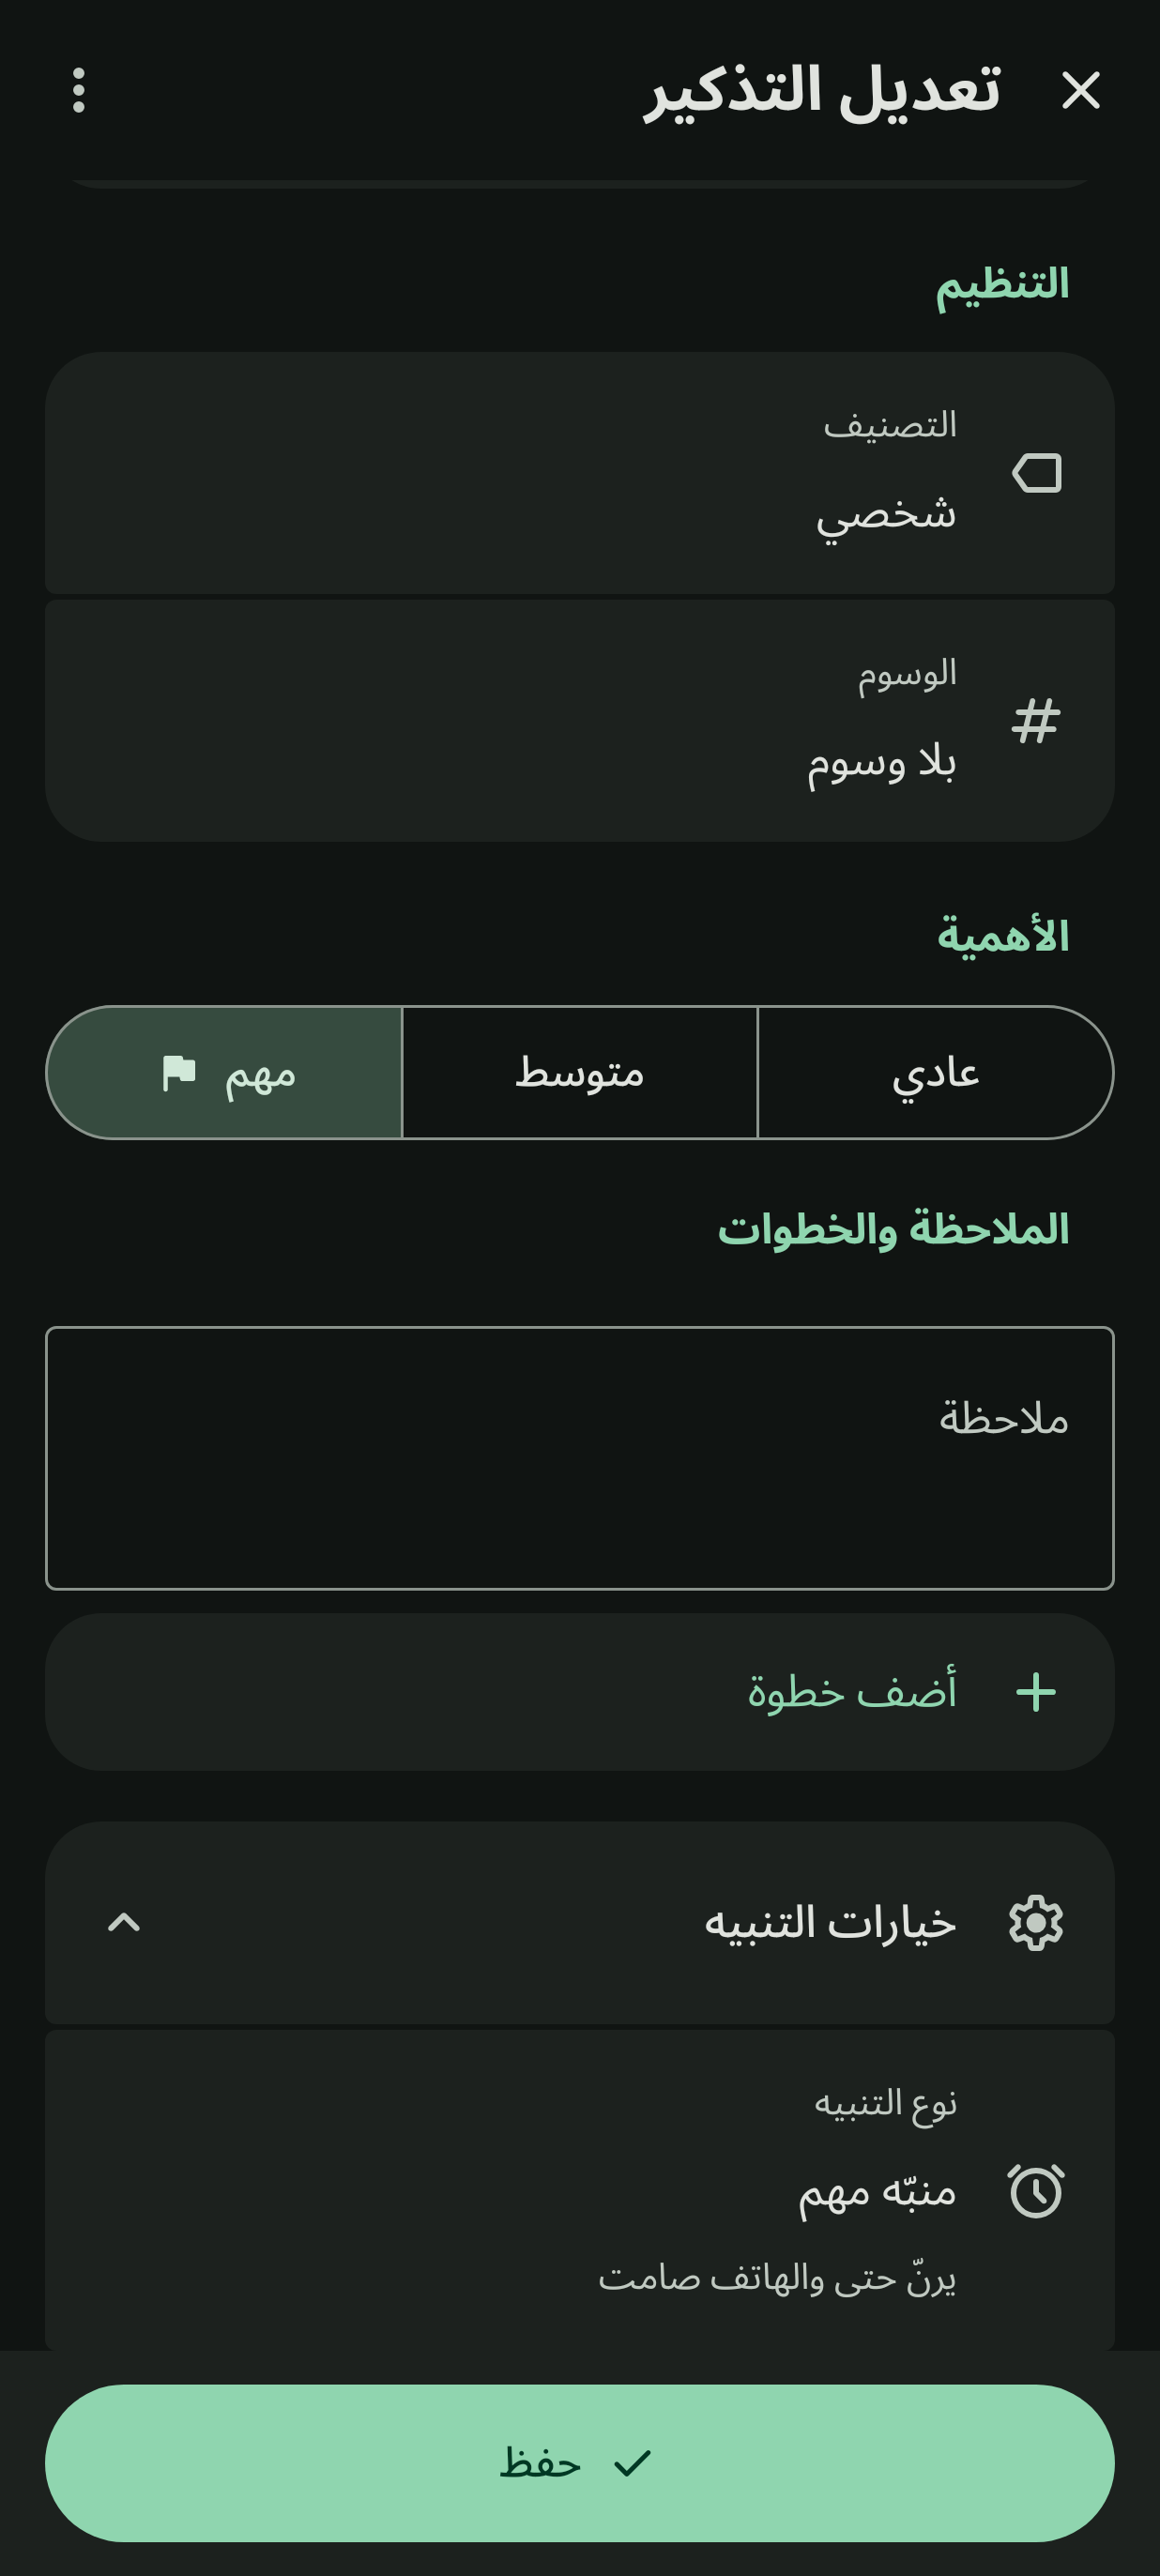 تعديل التذكير
التنظيم
التصنيف
شخصي
الوسوم
بلا وسوم
الأهمية
عادي
متوسط
مهم
الملاحظة والخطوات
ملاحظة
أضف خطوة
خيارات التنبيه
نوع التنبيه
منبّه مهم
يرنّ حتى والهاتف صامت
حفظ